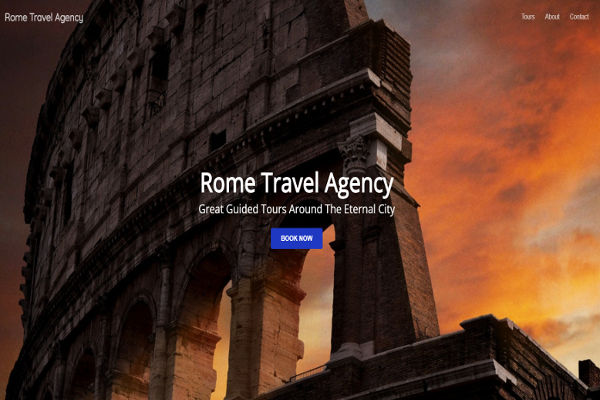 Rome Travel Agency
Tours About Contact
Rome Travel Agency
Great Guided Tours Around The Eternal City
BOOK NOW